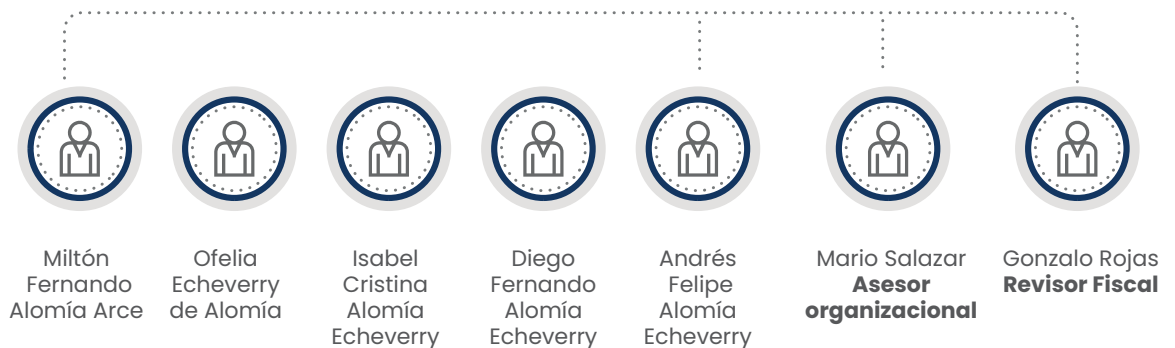 Miltón
Fernando
Alomía Arce
Ofelia
Echeverry
de Alomía
Isabel
Cristina
Alomía
Echeverry
Diego
Fernando
Alomía
Echeverry
Andrés
Felipe
Alomía
Echeverry
Mario Salazar
Asesor
organizacional
Gonzalo Rojas
Revisor Fiscal